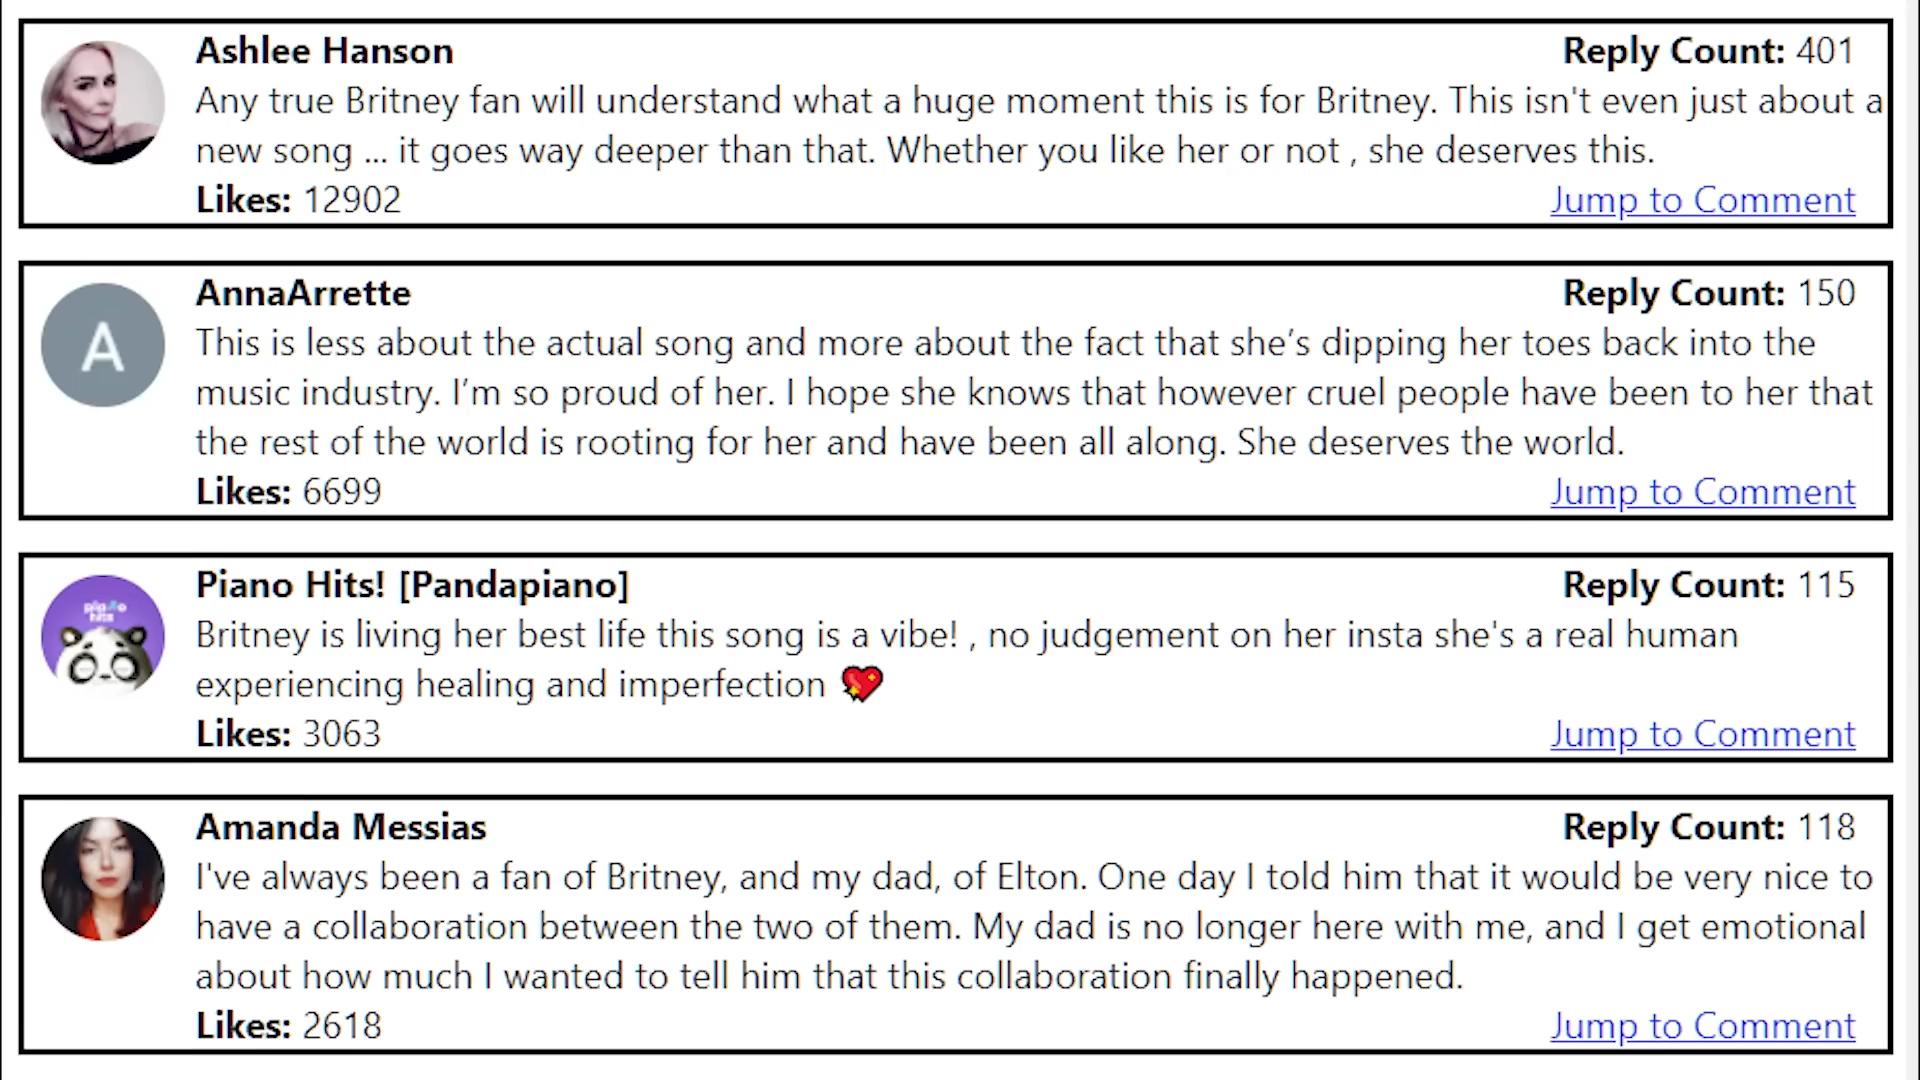 Ashlee Hanson
Reply Count: 401
Any true Britney fan will understand what a huge moment this is for Britney. This isn't even just about a
new song ... it goes way deeper than that. Whether you like her or not , she deserves this.
Likes: 12902
Jump to Comment
A
AnnaArrette
Reply Count: 150
This is less about the actual song and more about the fact that she’s dipping her toes back into the
music industry. I’m so proud of her. I hope she knows that however cruel people have been to her that
the rest of the world is rooting for her and have been all along. She deserves the world.
Likes: 6699
Jump to Comment
piano
hits
Piano Hits! [Pandapiano]
Reply Count: 115
Britney is living her best life this song is a vibe! , no judgement on her insta she's a real human
experiencing healing and imperfection 💖
Likes: 3063
Jump to Comment
Amanda Messias
Reply Count: 118
I've always been a fan of Britney, and my dad, of Elton. One day I told him that it would be very nice to
have a collaboration between the two of them. My dad is no longer here with me, and I get emotional
about how much I wanted to tell him that this collaboration finally happened.
Likes: 2618
Jump to Comment